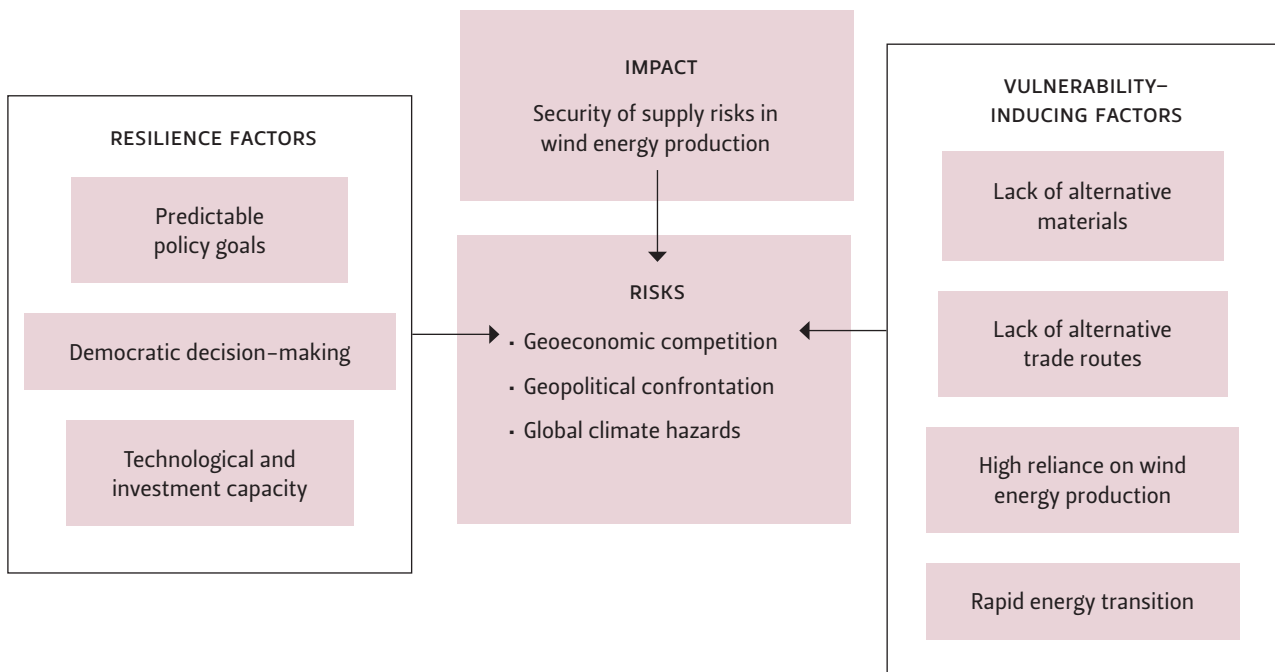 RESILIENCE FACTORS
Predictable
policy goals
Democratic decision-making
Technological and
investment capacity
IMPACT
Security of supply risks in
wind energy production
RISKS
· Geoeconomic competition
· Geopolitical confrontation
· Global climate hazards
VULNERABILITY–
INDUCING FACTORS
Lack of alternative
materials
Lack of alternative
trade routes
High reliance on wind
energy production
Rapid energy transition